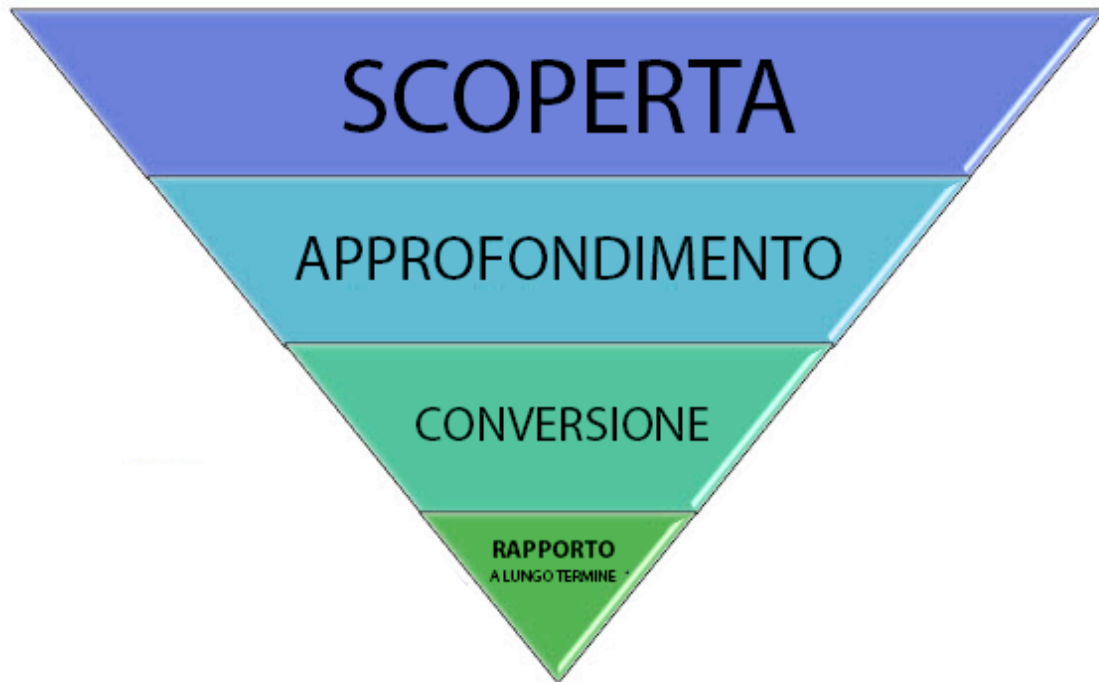 SCOPERTA
APPROFONDIMENTO
CONVERSIONE
RAPPORTO
A LUNGO TERMINE